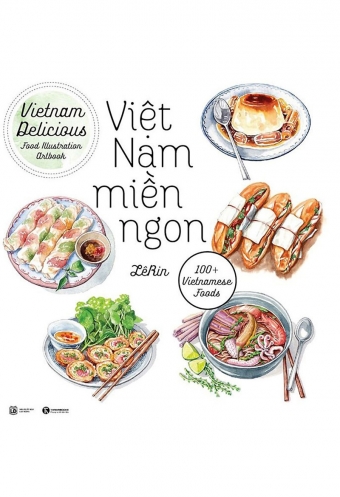 Vietnam
Delicious
Food Illustration
Artbook
Việt
Nam
miền
ngon
LêRin
100+
Vietnamese
Foods